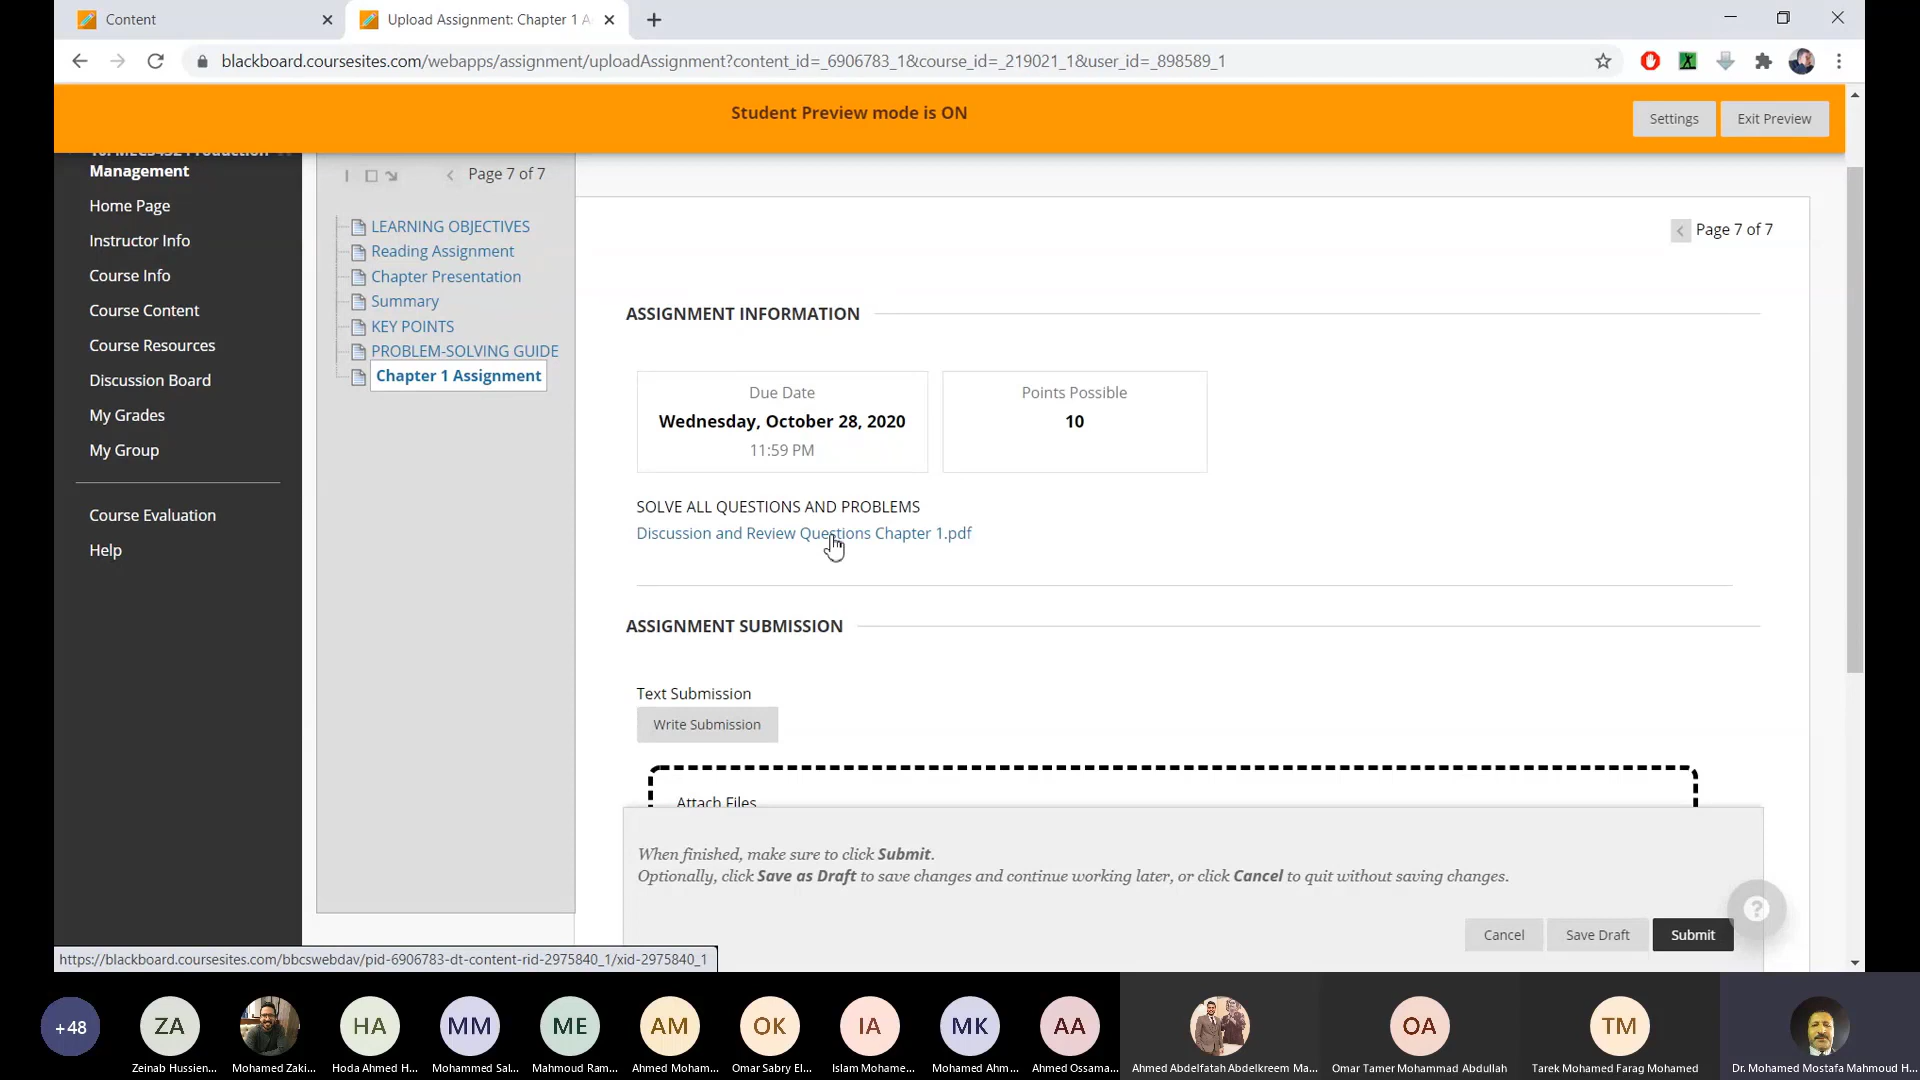 Content
Upload Assignment: Chapter 1 A
blackboard.coursesites.com/webapps/assignment/uploadAssignment?content_id=_6906783_1&course_id=_219021_1&user_id=_898589_1
Student Preview mode is ON
Settings
Exit Preview
Management
Home Page
Instructor Info
Course Info
Course Content
Course Resources
Discussion Board
My Grades
My Group
Course Evaluation
Help
Page 7 of 7
LEARNING OBJECTIVES
Reading Assignment
Chapter Presentation
Summary
KEY POINTS
PROBLEM-SOLVING GUIDE
Chapter 1 Assignment
Page 7 of 7
ASSIGNMENT INFORMATION
Due Date
Wednesday, October 28, 2020
11:59 PM
Points Possible
10
SOLVE ALL QUESTIONS AND PROBLEMS
Discussion and Review Questions Chapter 1.pdf
ASSIGNMENT SUBMISSION
Text Submission
Write Submission
Attach Files
When finished, make sure to click Submit.
Optionally, click Save as Draft to save changes and continue working later, or click Cancel to quit without saving changes.
Cancel
Save Draft
Submit
?
https://blackboard.coursesites.com/bbcswebdav/pid-6906783-dt-content-rid-2975840_1/xid-2975840_1
+48
ZA
HA
MM
ME
AM
OK
IA
MK
AA
OA
TM
Zeinab Hussien...
Mohamed Zaki...
Hoda Ahmed H...
Mohammed Sal...
Mahmoud Ram...
Ahmed Moham...
Omar Sabry El...
Islam Mohame...
Mohamed Ahm...
Ahmed Ossama...
Ahmed Abdelfatah Abdelkreem Ma...
Omar Tamer Mohammad Abdullah
Tarek Mohamed Farag Mohamed
Dr. Mohamed Mostafa Mahmoud H...